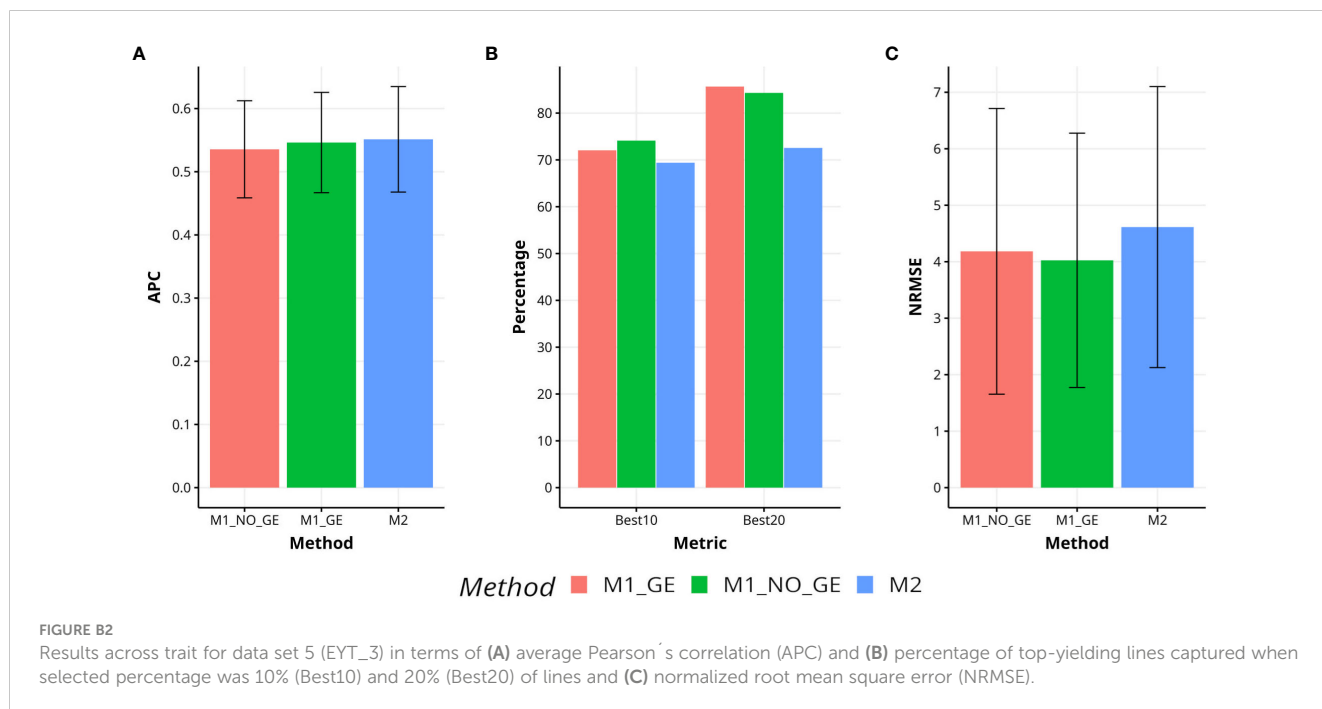 A
B
C
APC
0.6
0.5
0.4
0.3
0.2
0.1
0.0
M1_NO_GE M1_GE M2
Method
Percentage
80
70
60
50
40
30
20
10
0
Best10 Best20
Metric
NRMSE
7
6
5
4
3
2
1
0
M1_NO_GE M1_GE M2
Method
Method M1_GE M1_NO_GE M2
FIGURE B2
Results across trait for data set 5 (EYT_3) in terms of (A) average Pearson´s correlation (APC) and (B) percentage of top-yielding lines captured when
selected percentage was 10% (Best10) and 20% (Best20) of lines and (C) normalized root mean square error (NRMSE).